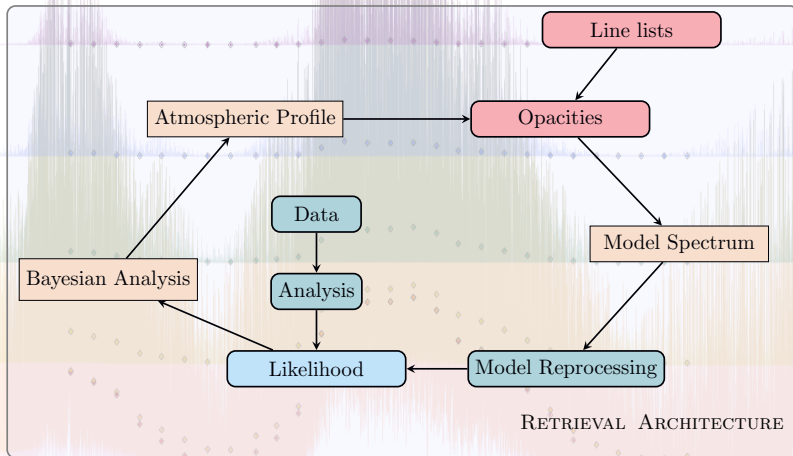 Line lists
Atmospheric Profile
Opacities
Data
Model Spectrum
Bayesian Analysis
Analysis
Likelihood
Model Reprocessing
Retrieval Architecture